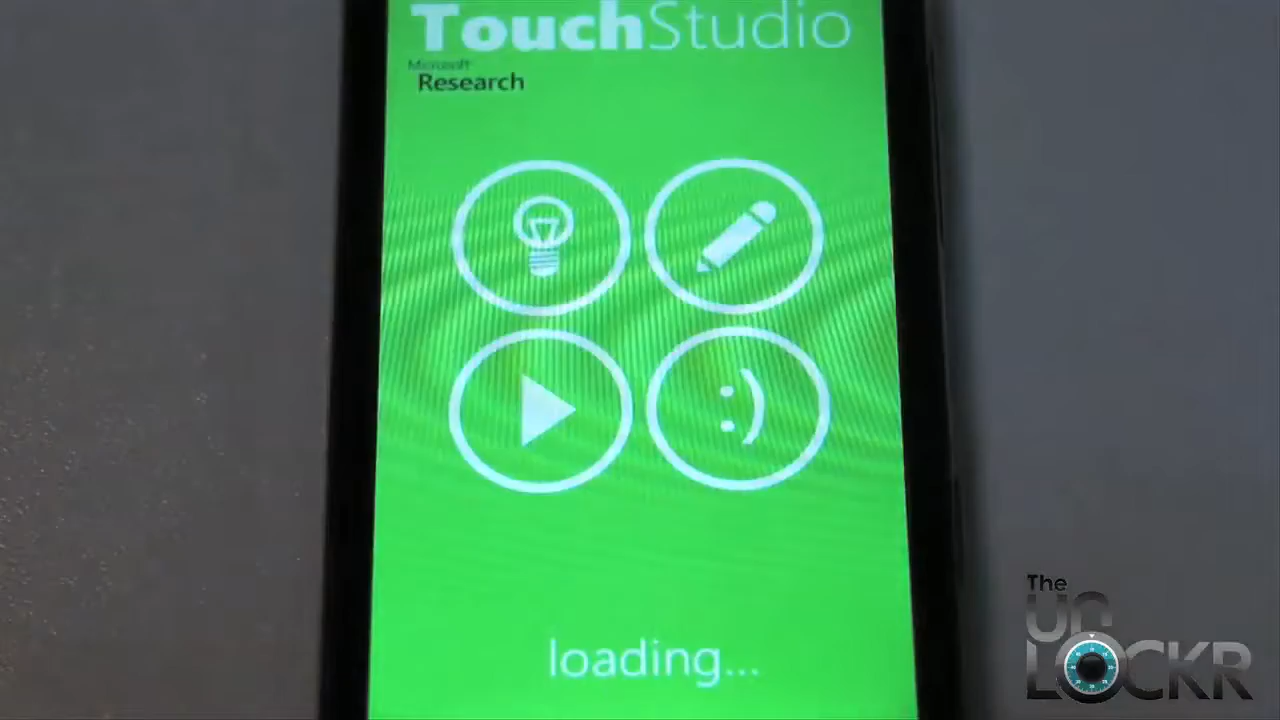 TouchStudio
Microsoft
Research
:)
loading...
The
UnLOCKR